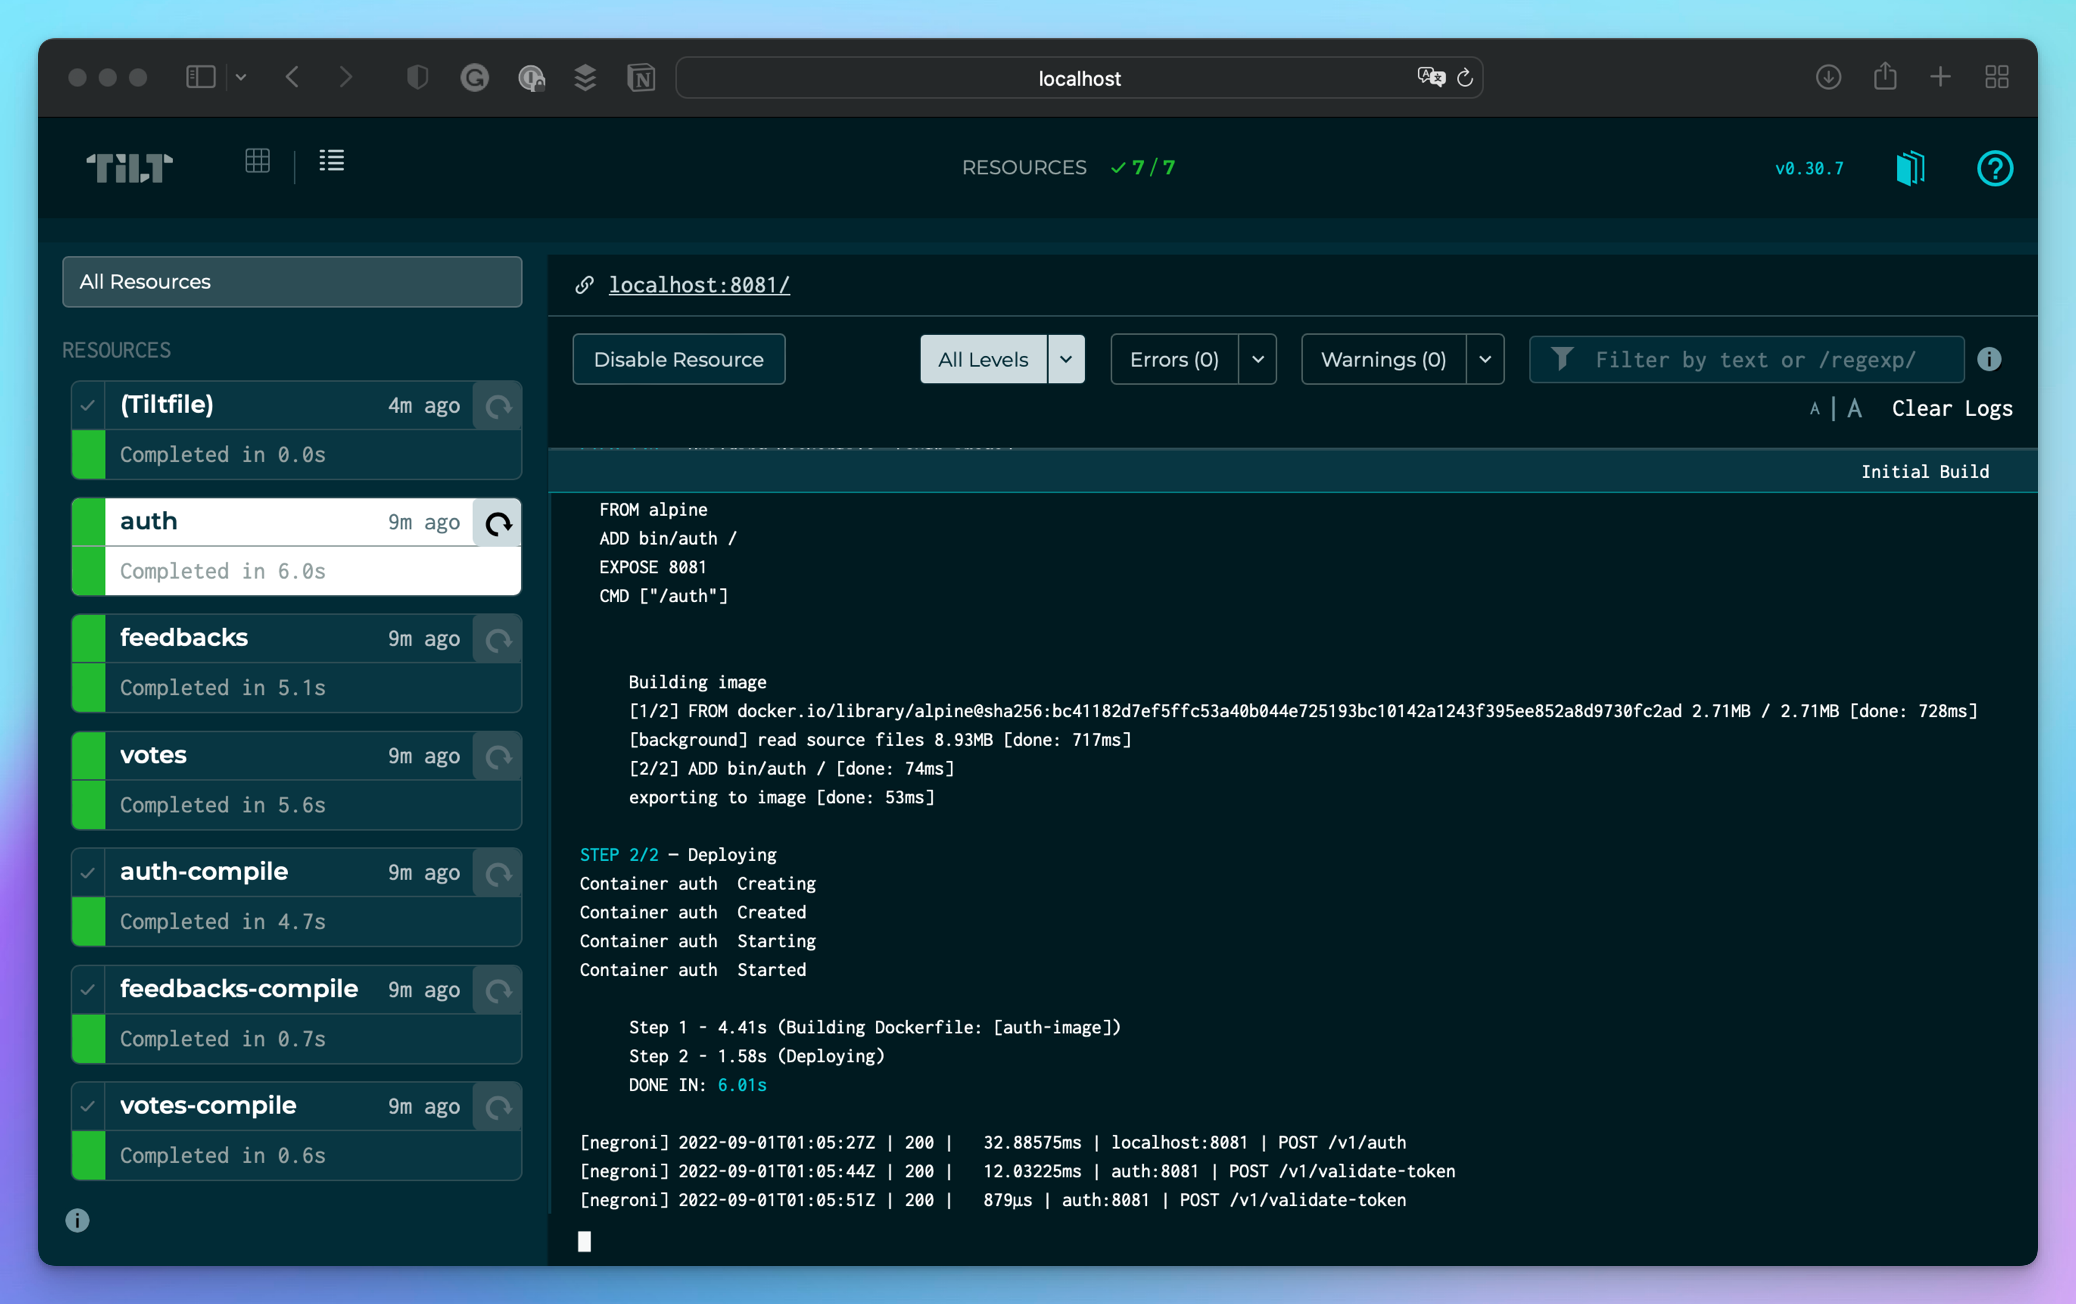 localhost
TILT
RESOURCES 7 / 7
v0.30.7
All Resources
RESOURCES
(Tiltfile) 4m ago
Completed in 0.0s
auth 9m ago
Completed in 6.0s
feedbacks 9m ago
Completed in 5.1s
votes 9m ago
Completed in 5.6s
auth-compile 9m ago
Completed in 4.7s
feedbacks-compile 9m ago
Completed in 0.7s
votes-compile 9m ago
Completed in 0.6s
localhost:8081/
Disable Resource
All Levels
Errors (0)
Warnings (0)
Filter by text or /regexp/
A | A Clear Logs
Initial Build
FROM alpine
ADD bin/auth /
EXPOSE 8081
CMD ["/auth"]
Building image
[1/2] FROM docker.io/library/alpine@sha256:bc41182d7ef5ffc53a40b044e725193bc10142a1243f395ee852a8d9730fc2ad 2.71MB / 2.71MB [done: 728ms]
[background] read source files 8.93MB [done: 717ms]
[2/2] ADD bin/auth / [done: 74ms]
exporting to image [done: 53ms]
STEP 2/2 — Deploying
Container auth  Creating
Container auth  Created
Container auth  Starting
Container auth  Started
Step 1 - 4.41s (Building Dockerfile: [auth-image])
Step 2 - 1.58s (Deploying)
DONE IN: 6.01s
[negroni] 2022-09-01T01:05:27Z | 200 |   32.88575ms | localhost:8081 | POST /v1/auth
[negroni] 2022-09-01T01:05:44Z | 200 |   12.03225ms | auth:8081 | POST /v1/validate-token
[negroni] 2022-09-01T01:05:51Z | 200 |   879µs | auth:8081 | POST /v1/validate-token